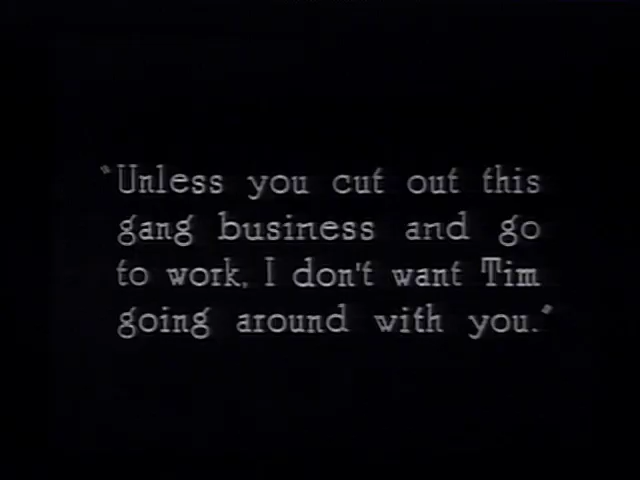 "Unless you cut out this
gang business and go
to work, I don't want Tim
going around with you."